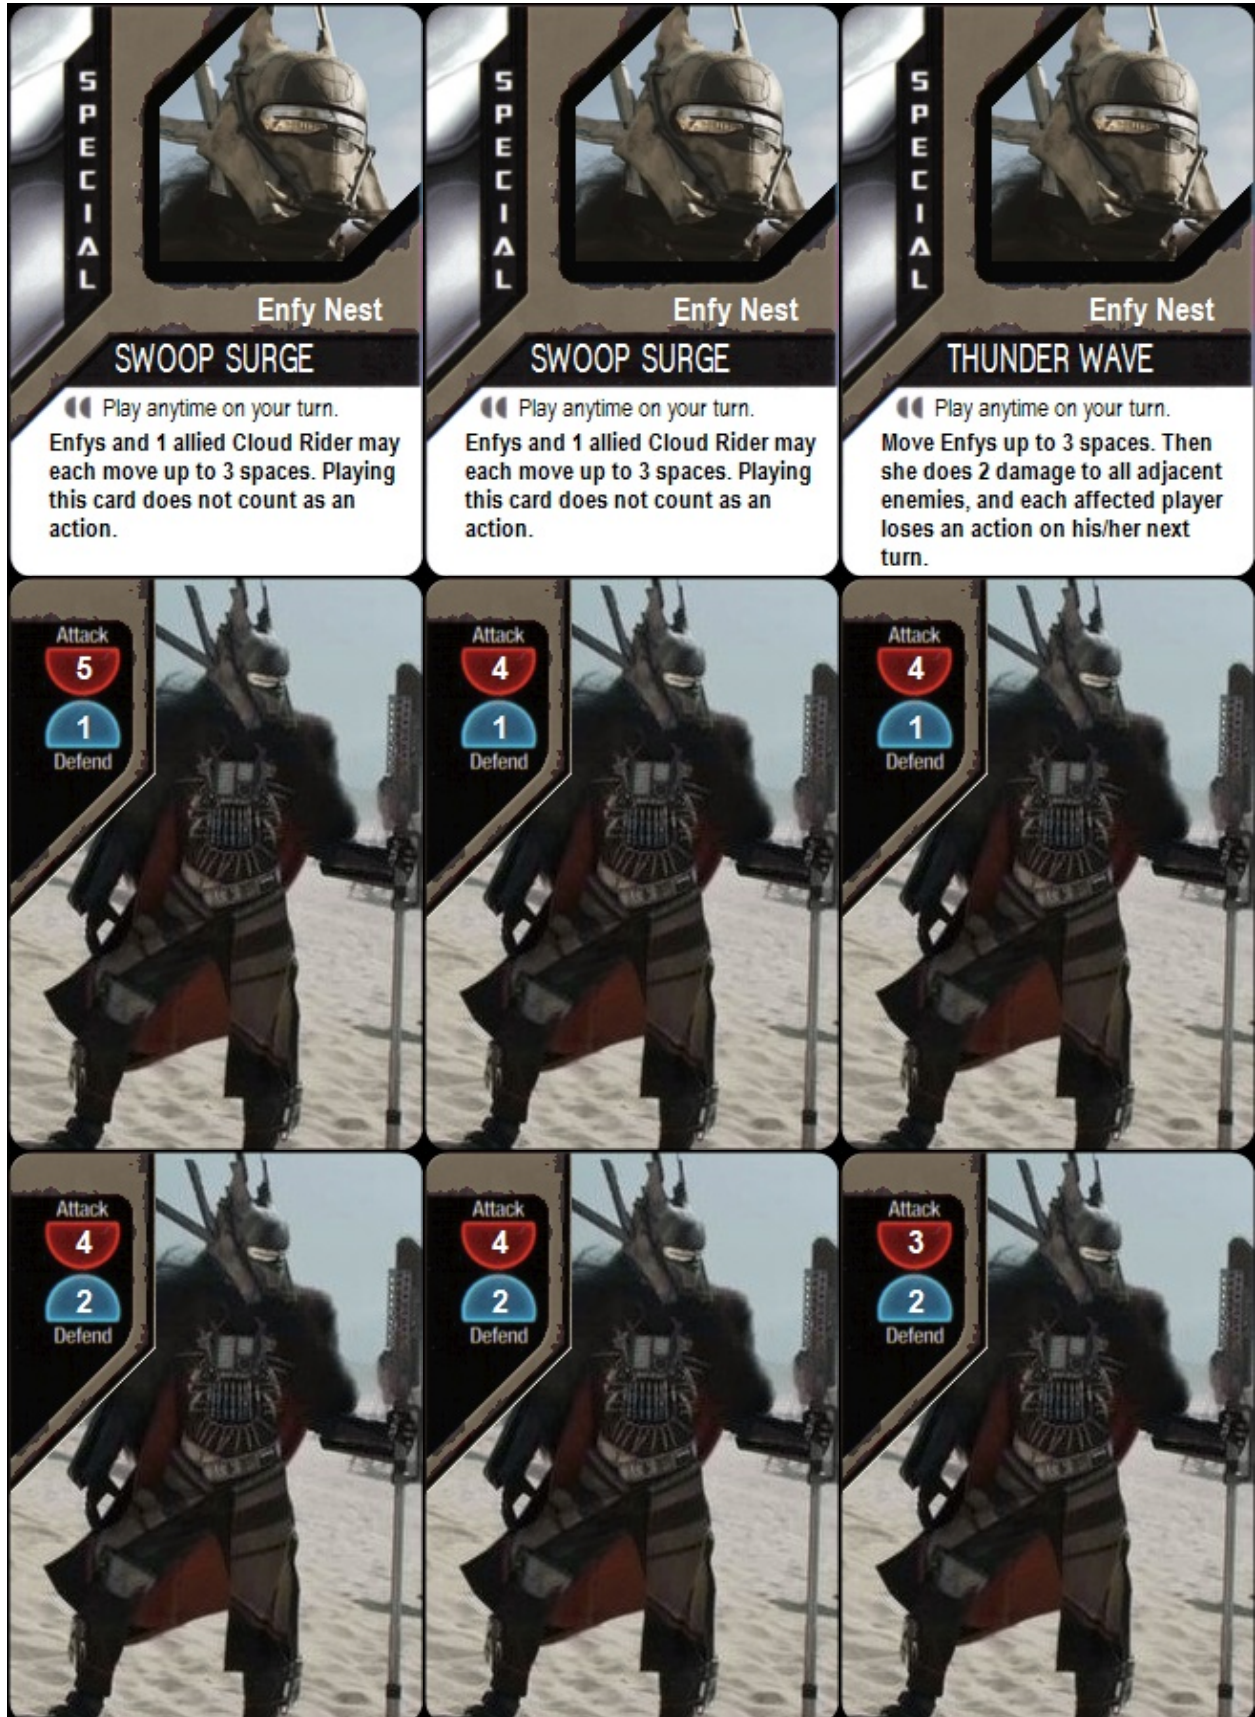 SPECIAL
Enfy Nest
SWOOP SURGE
Play anytime on your turn.
Enfys and 1 allied Cloud Rider may
each move up to 3 spaces. Playing
this card does not count as an
action.
SPECIAL
Enfy Nest
SWOOP SURGE
Play anytime on your turn.
Enfys and 1 allied Cloud Rider may
each move up to 3 spaces. Playing
this card does not count as an
action.
SPECIAL
Enfy Nest
THUNDER WAVE
Play anytime on your turn.
Move Enfys up to 3 spaces. Then
she does 2 damage to all adjacent
enemies, and each affected player
loses an action on his/her next
turn.
Attack
5
1
Defend
Attack
4
1
Defend
Attack
4
1
Defend
Attack
4
2
Defend
Attack
4
2
Defend
Attack
3
2
Defend